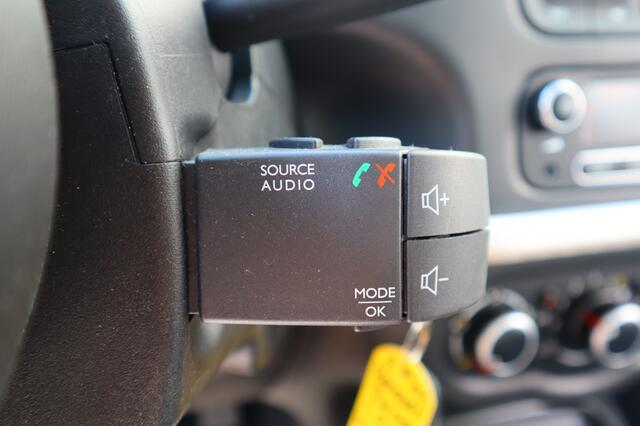 SOURCE
AUDIO
+
-
MODE
OK